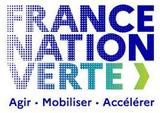 FRANCE
NATION
VERTE
Agir • Mobiliser • Accélérer